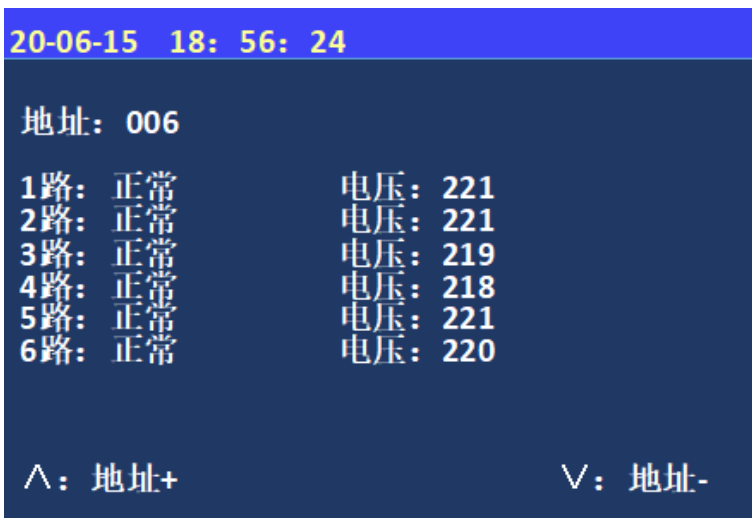 20-06-15 18：56：24
地址：006
1路：正常 电压：221
2路：正常 电压：221
3路：正常 电压：219
4路：正常 电压：218
5路：正常 电压：221
6路：正常 电压：220
∧：地址+ ∨：地址-